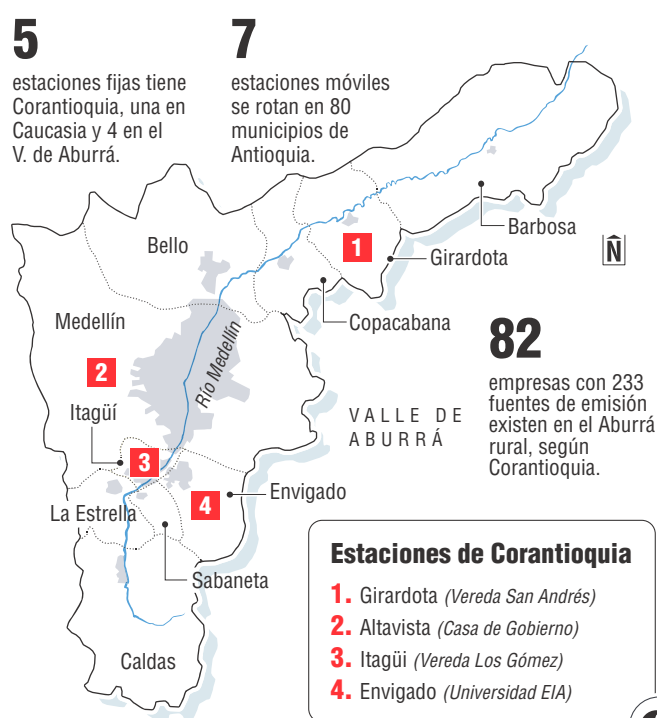 5
estaciones fijas tiene
Corantioquia, una en
Caucasia y 4 en el
V. de Aburrá.
7
estaciones móviles
se rotan en 80
municipios de
Antioquia.
Barbosa
N
Bello
1
Girardota
Copacabana
Medellín
Río Medellín
2
82
empresas con 233
fuentes de emisión
existen en el Aburrá
rural, según
Corantioquia.
Itagüí
VALLE DE
ABURRÁ
3
4
Envigado
La Estrella
Sabaneta
Caldas
Estaciones de Corantioquia
1. Girardota (Vereda San Andrés)
2. Altavista (Casa de Gobierno)
3. Itagüi (Vereda Los Gómez)
4. Envigado (Universidad EIA)